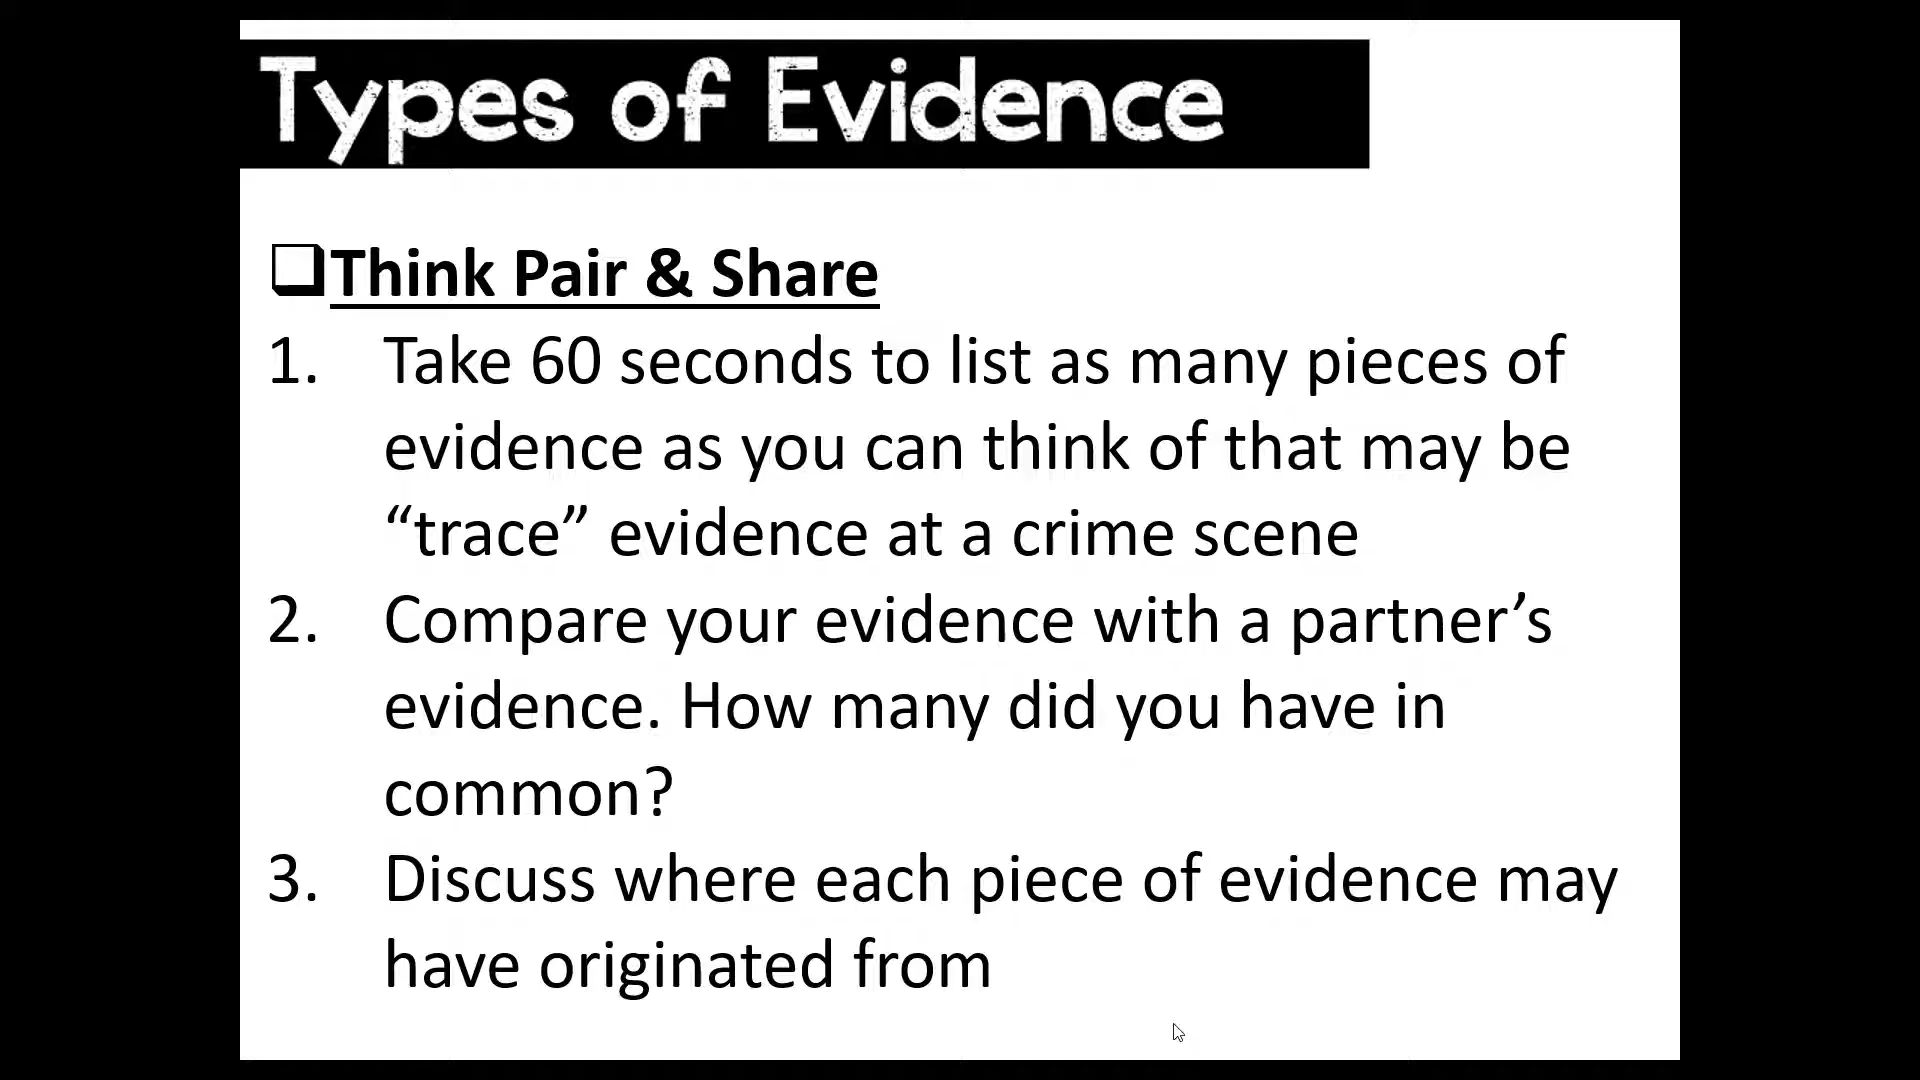 Types of Evidence
❑Think Pair & Share
1. Take 60 seconds to list as many pieces of
evidence as you can think of that may be
“trace” evidence at a crime scene
2. Compare your evidence with a partner’s
evidence. How many did you have in
common?
3. Discuss where each piece of evidence may
have originated from